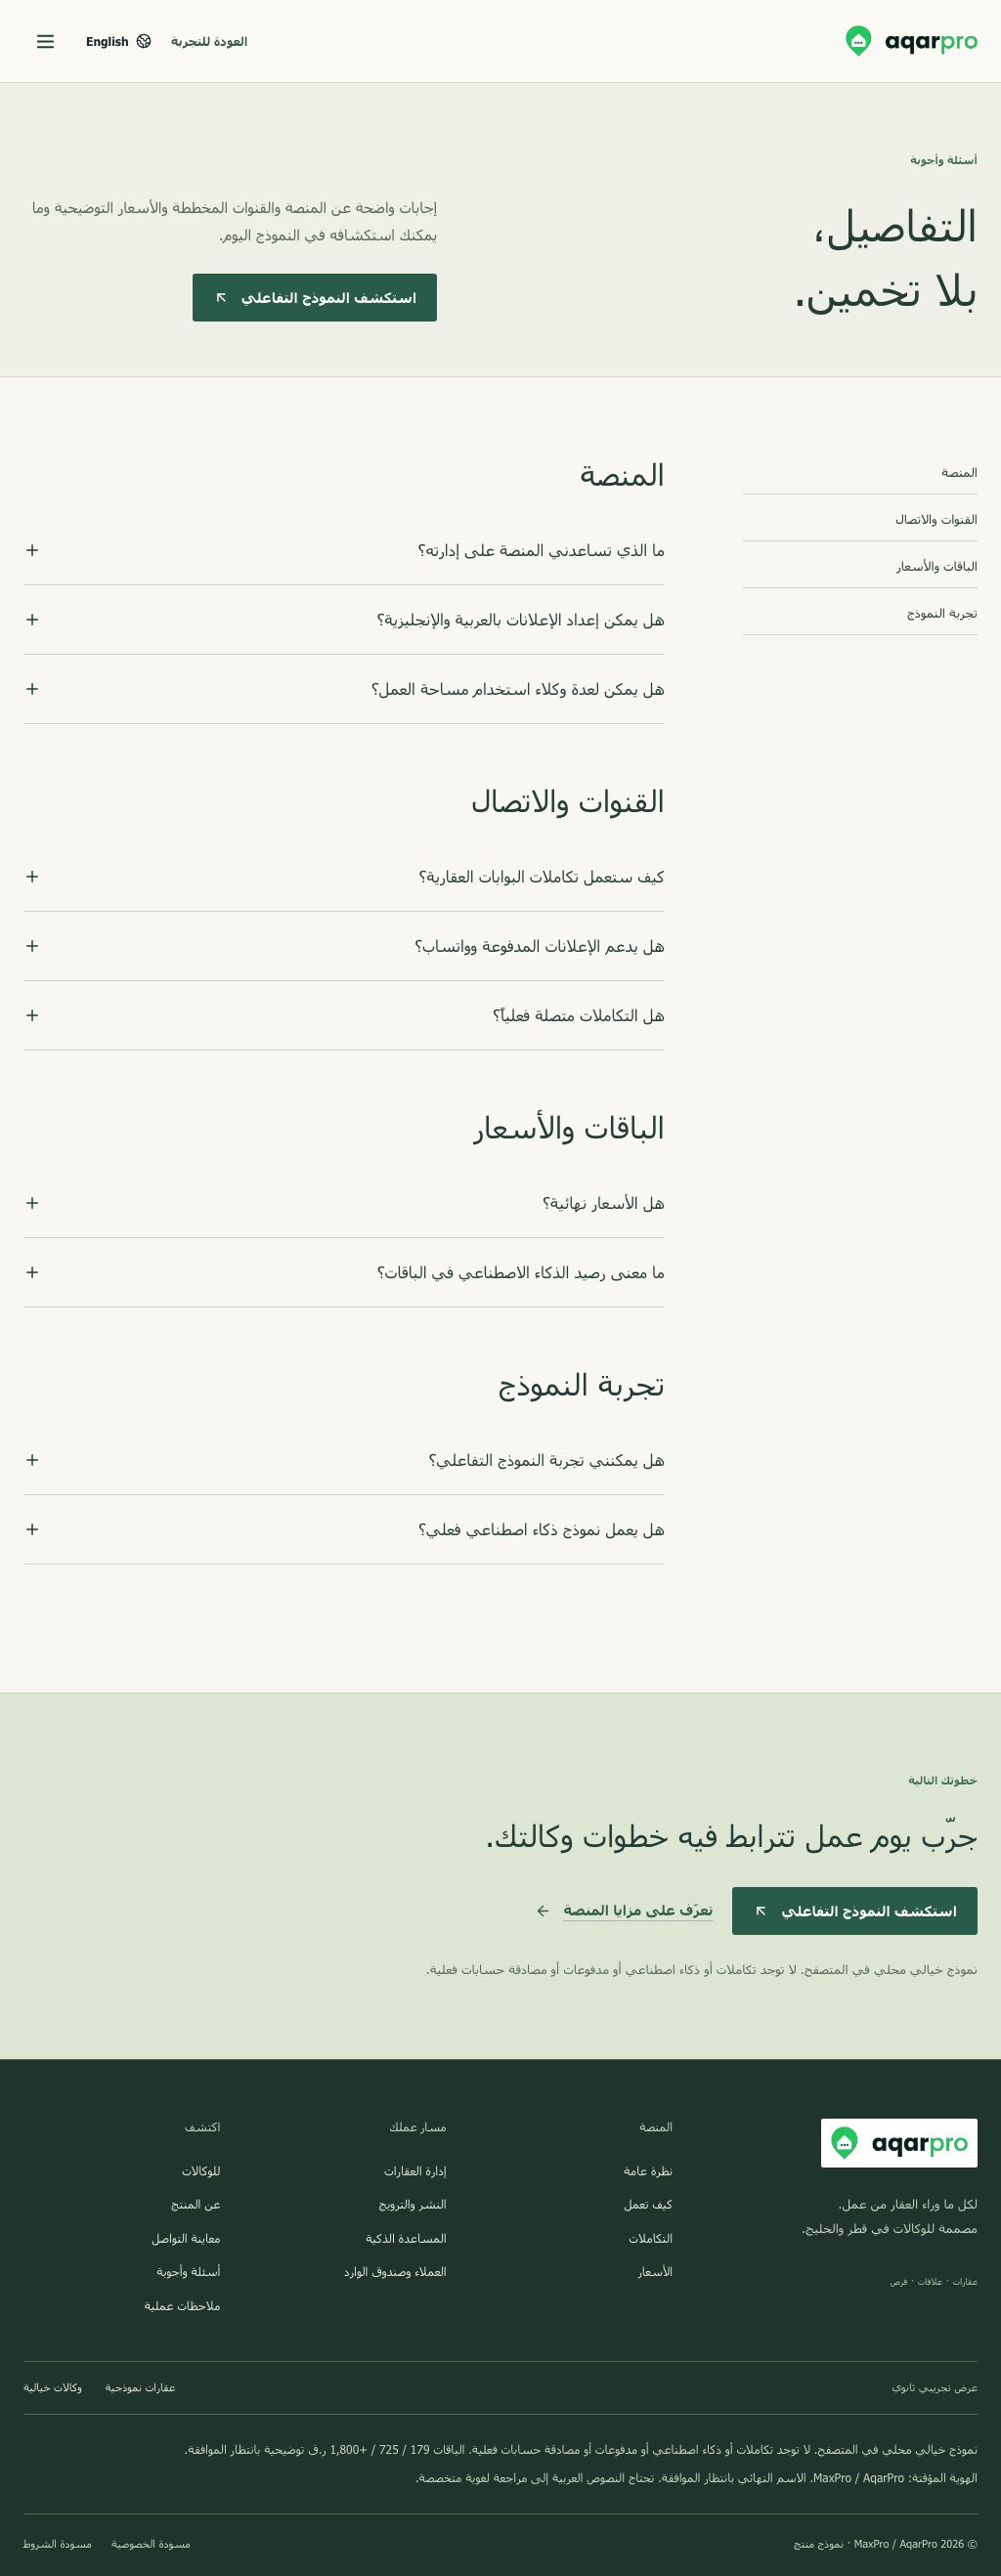 aqarpro
العودة للتجربة
English
أسئلة وأجوبة
التفاصيل،
بلا تخمين.
إجابات واضحة عن المنصة والقنوات المخططة والأسعار التوضيحية وما
يمكنك استكشافه في النموذج اليوم.
استكشف النموذج التفاعلي
المنصة
القنوات والاتصال
الباقات والأسعار
تجربة النموذج
المنصة
ما الذي تساعدني المنصة على إدارته؟
هل يمكن إعداد الإعلانات بالعربية والإنجليزية؟
هل يمكن لعدة وكلاء استخدام مساحة العمل؟
القنوات والاتصال
كيف ستعمل تكاملات البوابات العقارية؟
هل يدعم الإعلانات المدفوعة وواتساب؟
هل التكاملات متصلة فعلياً؟
الباقات والأسعار
هل الأسعار نهائية؟
ما معنى رصيد الذكاء الاصطناعي في الباقات؟
تجربة النموذج
هل يمكنني تجربة النموذج التفاعلي؟
هل يعمل نموذج ذكاء اصطناعي فعلي؟
خطوتك التالية
جرّب يوم عمل تترابط فيه خطوات وكالتك.
استكشف النموذج التفاعلي
تعرّف على مزايا المنصة
نموذج خيالي محلي في المتصفح. لا توجد تكاملات أو ذكاء اصطناعي أو مدفوعات أو مصادقة حسابات فعلية.
aqarpro
لكل ما وراء العقار من عمل.
مصممة للوكالات في قطر والخليج.
عقارات · علاقات · فرص
المنصة
نظرة عامة
كيف تعمل
التكاملات
الأسعار
مسار عملك
إدارة العقارات
النشر والترويج
المساعدة الذكية
العملاء وصندوق الوارد
اكتشف
للوكالات
عن المنتج
معاينة التواصل
أسئلة وأجوبة
ملاحظات عملية
عرض تجريبي ثانوي
عقارات نموذجية
وكالات خيالية
نموذج خيالي محلي في المتصفح. لا توجد تكاملات أو ذكاء اصطناعي أو مدفوعات أو مصادقة حسابات فعلية. الباقات 179 / 725 / +1,800 ر.ق توضيحية بانتظار الموافقة.
الهوية المؤقتة: MaxPro / AqarPro. الاسم النهائي بانتظار الموافقة. تحتاج النصوص العربية إلى مراجعة لغوية متخصصة.
© 2026 MaxPro / AqarPro · نموذج منتج
مسودة الخصوصية
مسودة الشروط